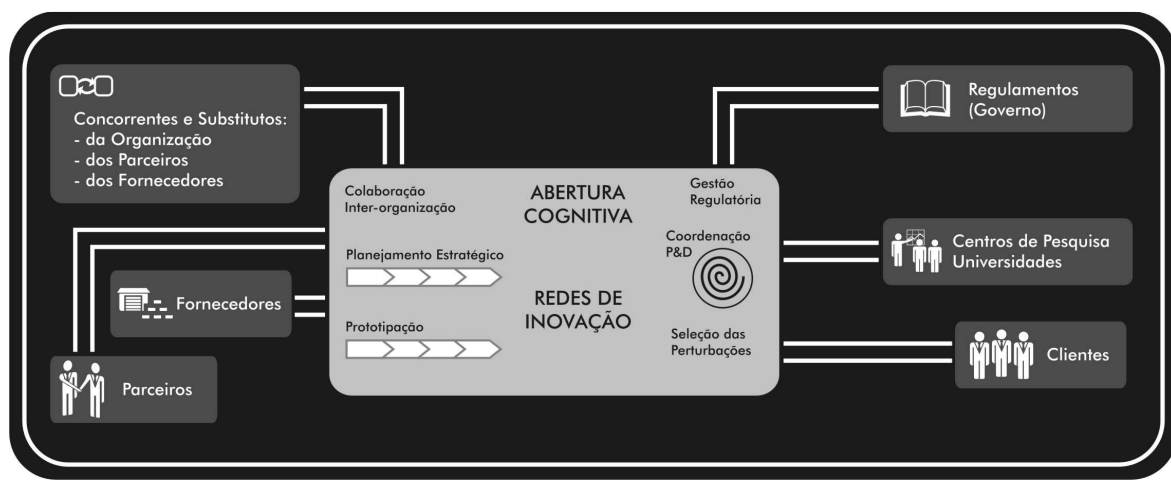 Concorrentes e Substitutos:
- da Organização
- dos Parceiros
- dos Fornecedores
Fornecedores
Parceiros
Colaboração
Inter-organização
Planejamento Estratégico
Prototipação
ABERTURA
COGNITIVA
REDES DE
INOVAÇÃO
Gestão
Regulatória
Coordenação
P&D
Seleção das
Perturbações
Regulamentos
(Governo)
Centros de Pesquisa
Universidades
Clientes